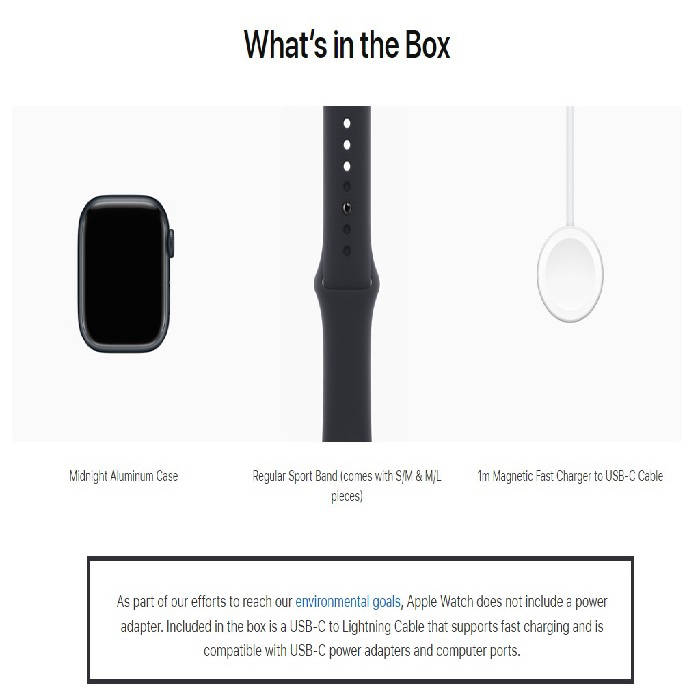 What's in the Box
Midnight Aluminum Case
Regular Sport Band (comes with S/M & M/L
pieces)
1m Magnetic Fast Charger to USB-C Cable
As part of our efforts to reach our environmental goals, Apple Watch does not include a power
adapter. Included in the box is a USB-C to Lightning Cable that supports fast charging and is
compatible with USB-C power adapters and computer ports.